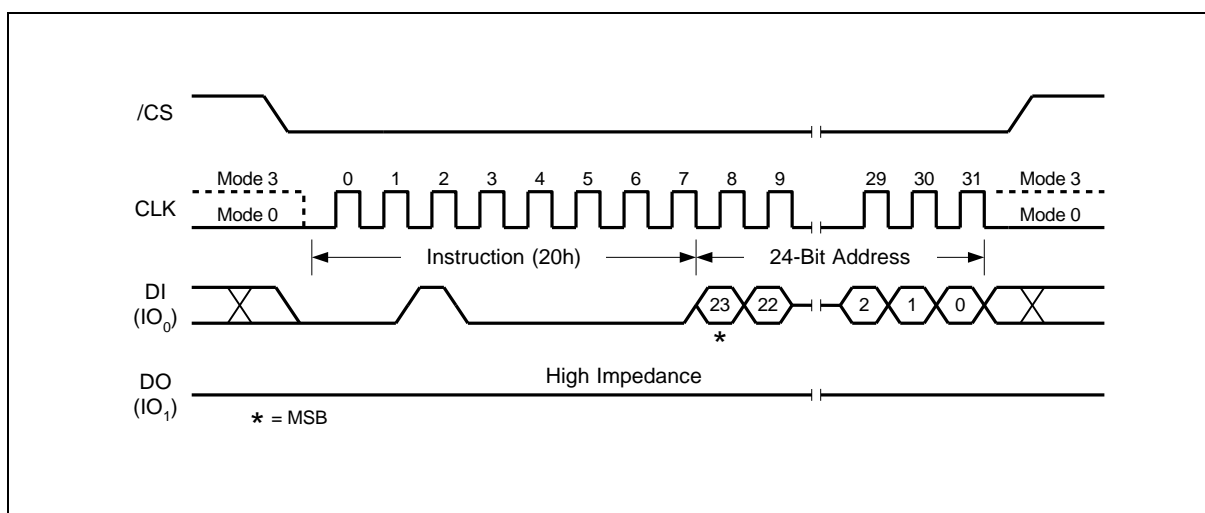 /CS
Mode 3 0 1 2 3 4 5 6 7 8 9 29 30 31 Mode 3
CLK
Mode 0 Mode 0
Instruction (20h) 24-Bit Address
DI
(IO₀)
23 22 2 1 0
*
High Impedance
DO
(IO₁)
* = MSB